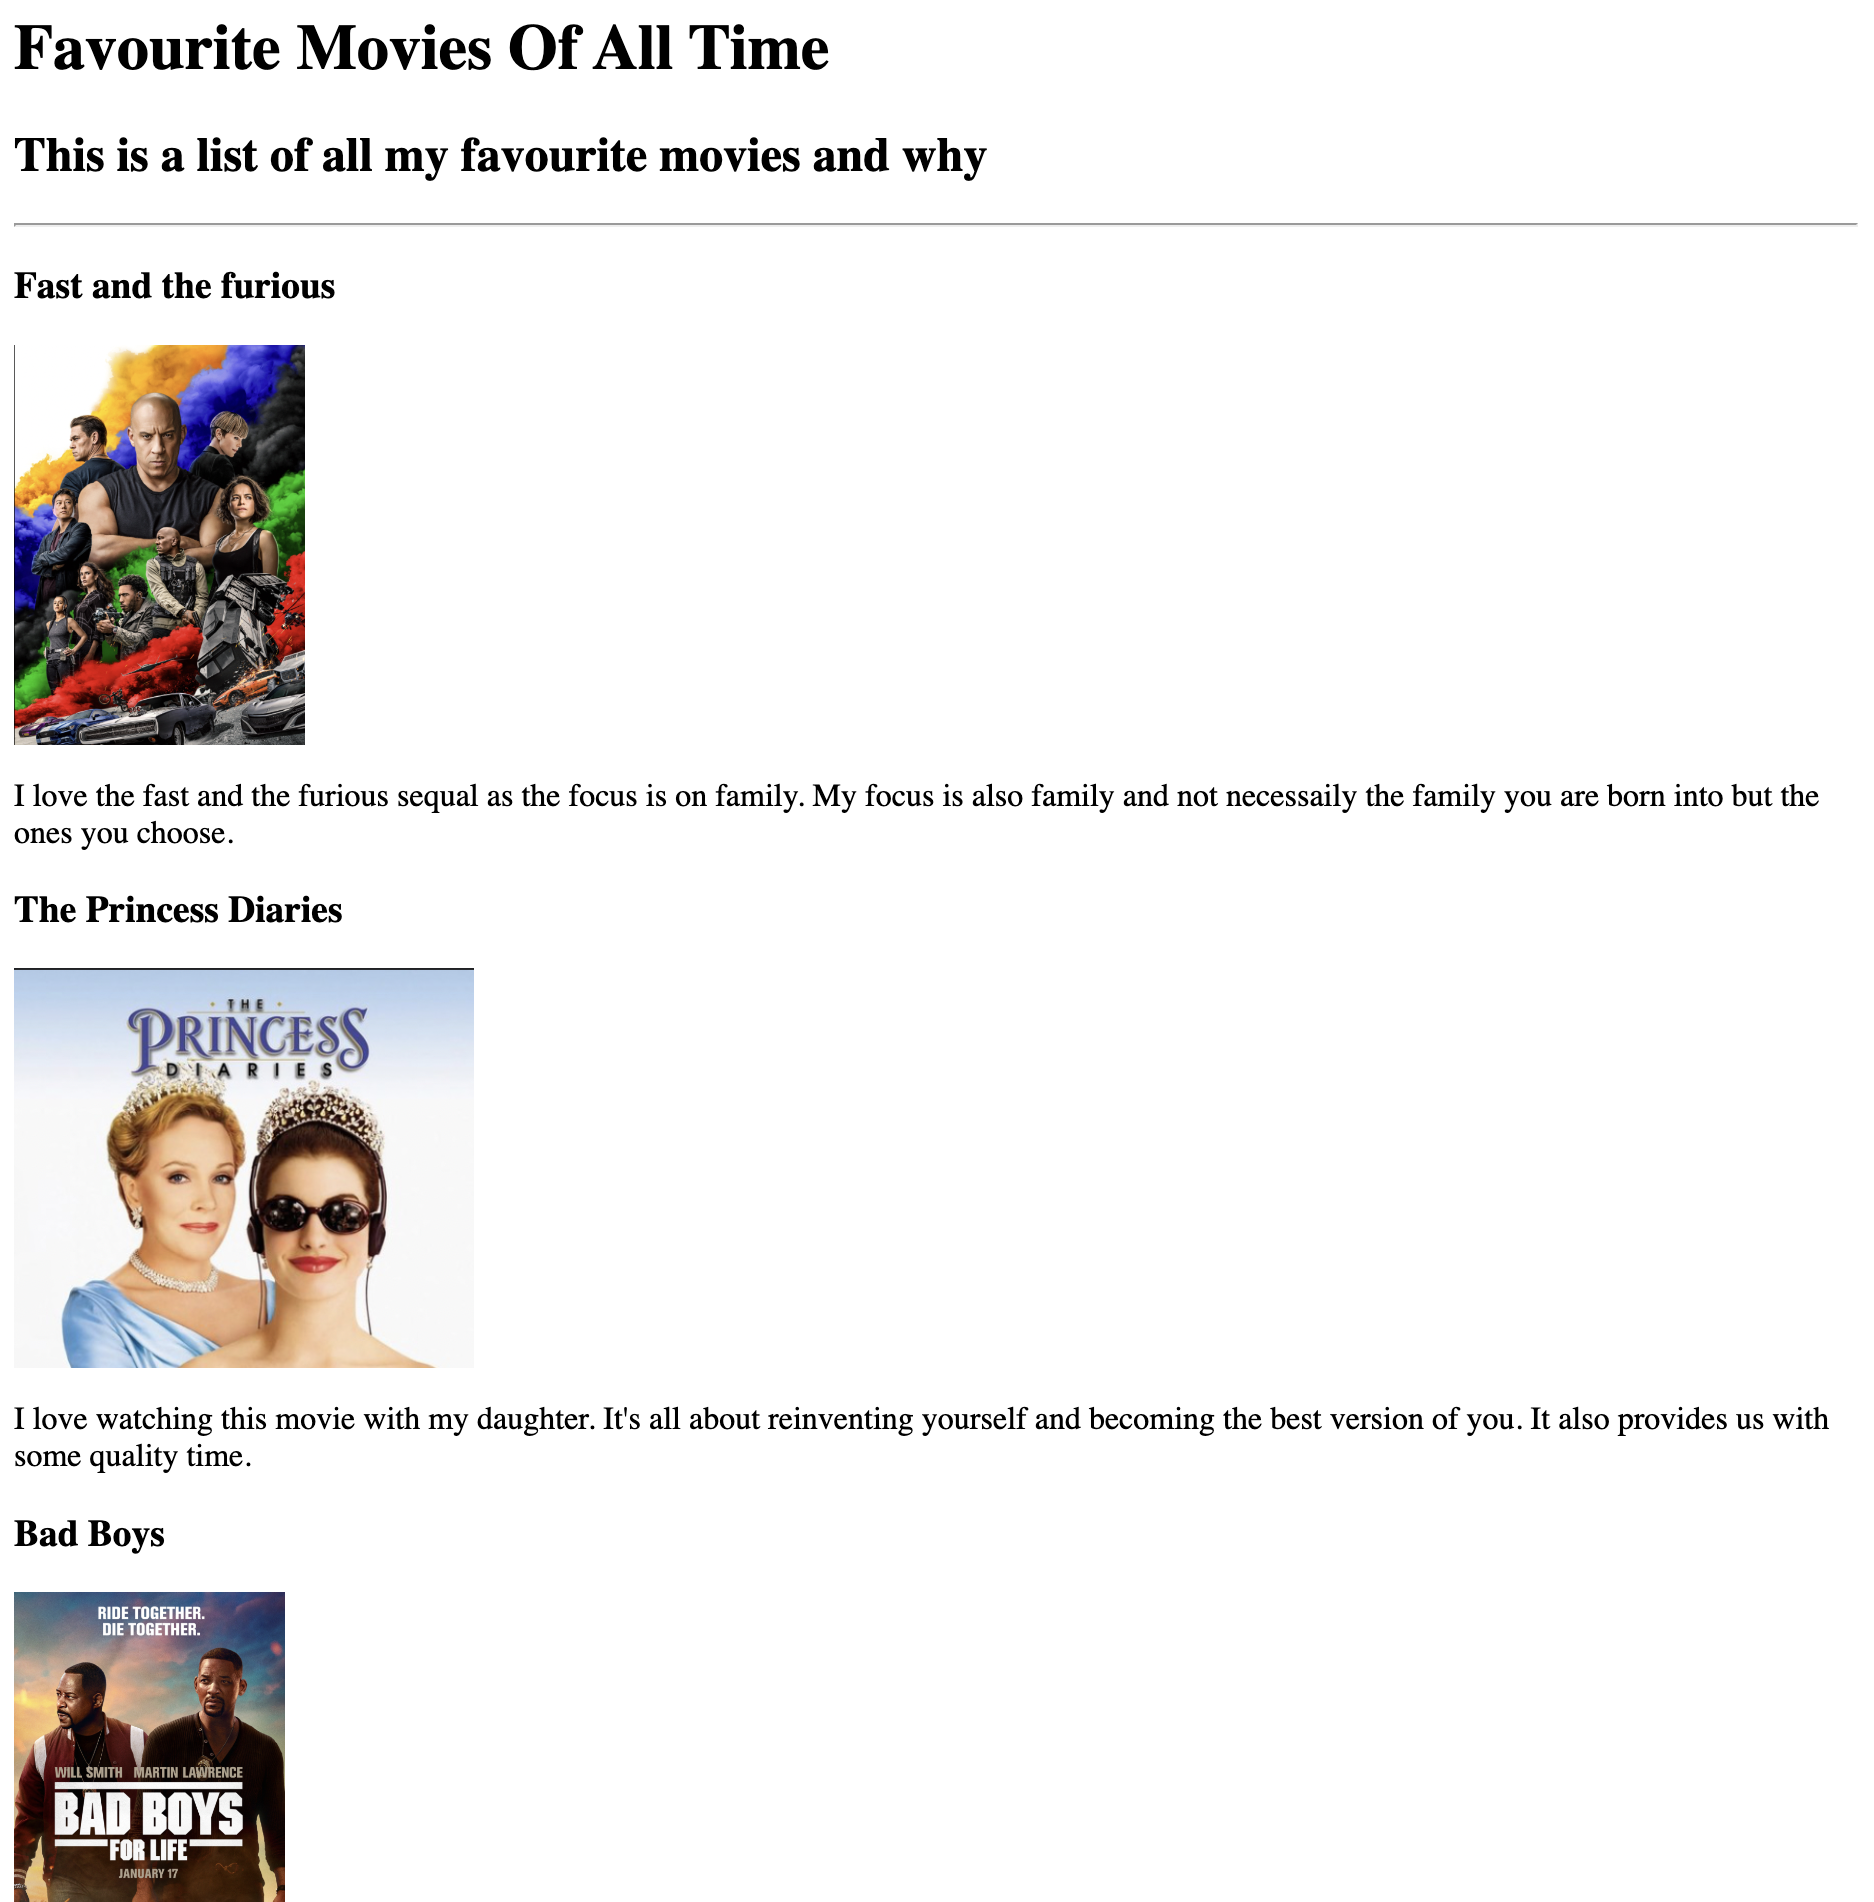 Favourite Movies Of All Time
This is a list of all my favourite movies and why
Fast and the furious
I love the fast and the furious sequal as the focus is on family. My focus is also family and not necessaily the family you are born into but the
ones you choose.
The Princess Diaries
THE
PRINCESS
DIARIES
I love watching this movie with my daughter. It's all about reinventing yourself and becoming the best version of you. It also provides us with
some quality time.
Bad Boys
RIDE TOGETHER.
DIE TOGETHER.
WILL SMITH MARTIN LAWRENCE
BAD BOYS
FOR LIFE
JANUARY 17